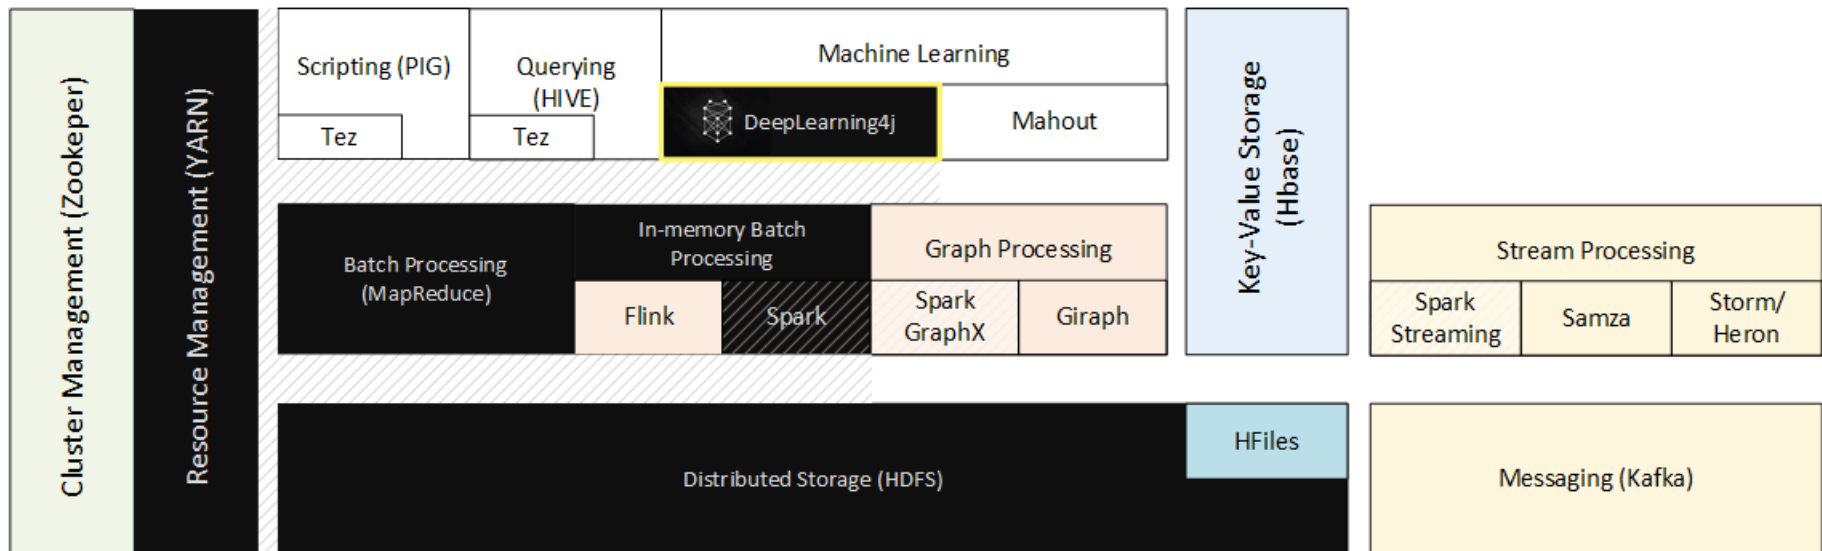 Cluster Management (Zookeper)
Resource Management (YARN)
Scripting (PIG)
Tez
Querying
(HIVE)
Tez
Machine Learning
DeepLearning4j
Mahout
Key-Value Storage
(Hbase)
Batch Processing
(MapReduce)
In-memory Batch
Processing
Flink
Spark
Graph Processing
Spark
GraphX
Giraph
Stream Processing
Spark
Streaming
Samza
Storm/
Heron
Distributed Storage (HDFS)
HFiles
Messaging (Kafka)